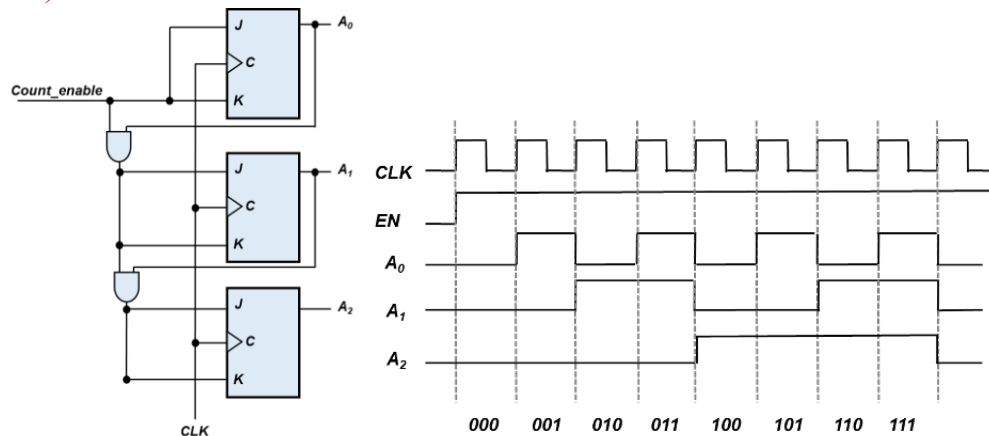 J
C
K
A0
Count_enable
J
C
K
A1
J
C
K
A2
CLK
CLK
EN
A0
A1
A2
000 001 010 011 100 101 110 111